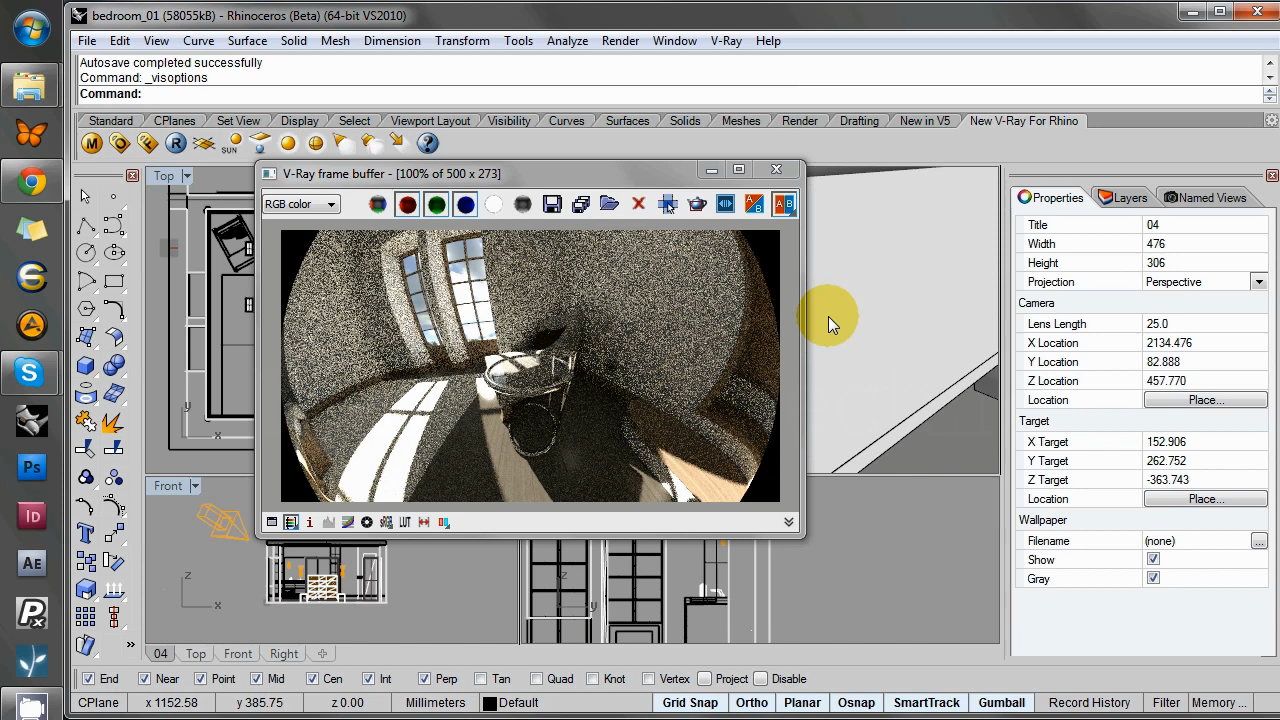 bedroom_01 (58055kB) - Rhinoceros (Beta) (64-bit VS2010)
File Edit View Curve Surface Solid Mesh Dimension Transform Tools Analyze Render Window V-Ray Help
Autosave completed successfully
Command: _visoptions
Command:
Standard CPlanes Set View Display Select Viewport Layout Visibility Curves Surfaces Solids Meshes Render Drafting New in V5 New V-Ray For Rhino
M O F R SUN ?
Top
V-Ray frame buffer - [100% of 500 x 273]
Properties Layers Named Views
RGB color
A B
A B
Title 04
Width 476
Height 306
Projection Perspective
Camera
Lens Length 25.0
X Location 2134.476
Y Location 82.888
Z Location 457.770
Location Place...
Target
X Target 152.906
Y Target 262.752
Z Target -363.743
Location Place...
Wallpaper
Filename (none) ...
Show
Gray
y
x
Front
i sRGB LUT
z
x
z
y
S
Ps
Id
Ae
Px
T
04 Top Front Right
End Near Point Mid Cen Int Perp Tan Quad Knot Vertex Project Disable
CPlane x 1152.58 y 385.75 z 0.00 Millimeters Default Grid Snap Ortho Planar Osnap SmartTrack Gumball Record History Filter Memory ...